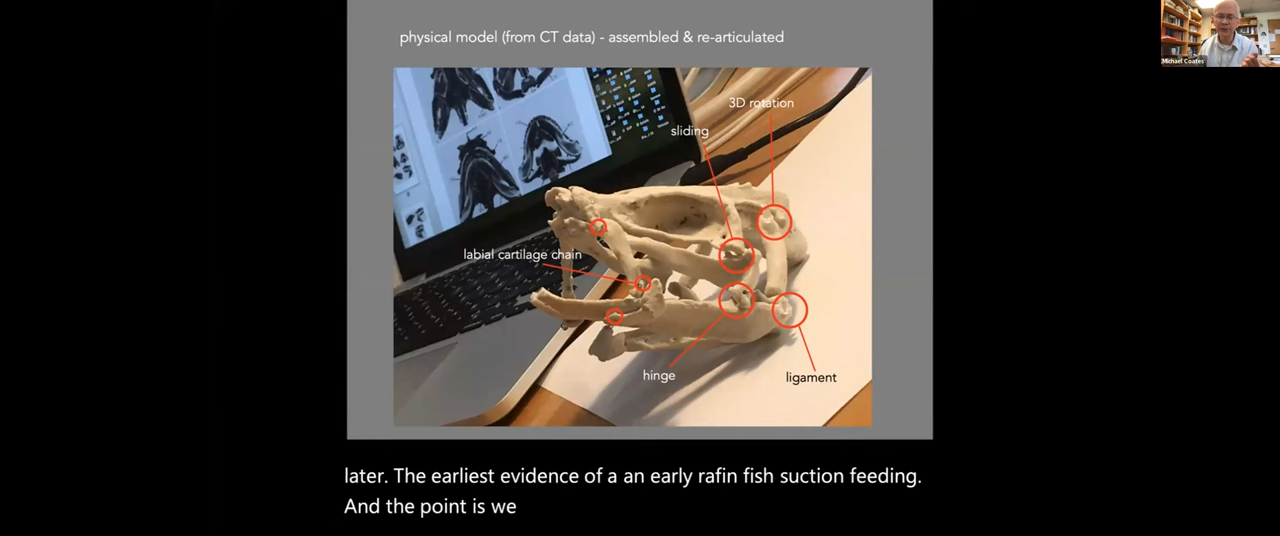 physical model (from CT data) - assembled & re-articulated
3D rotation
sliding
labial cartilage chain
hinge
ligament
Michael Coates
later. The earliest evidence of a an early rafin fish suction feeding.
And the point is we